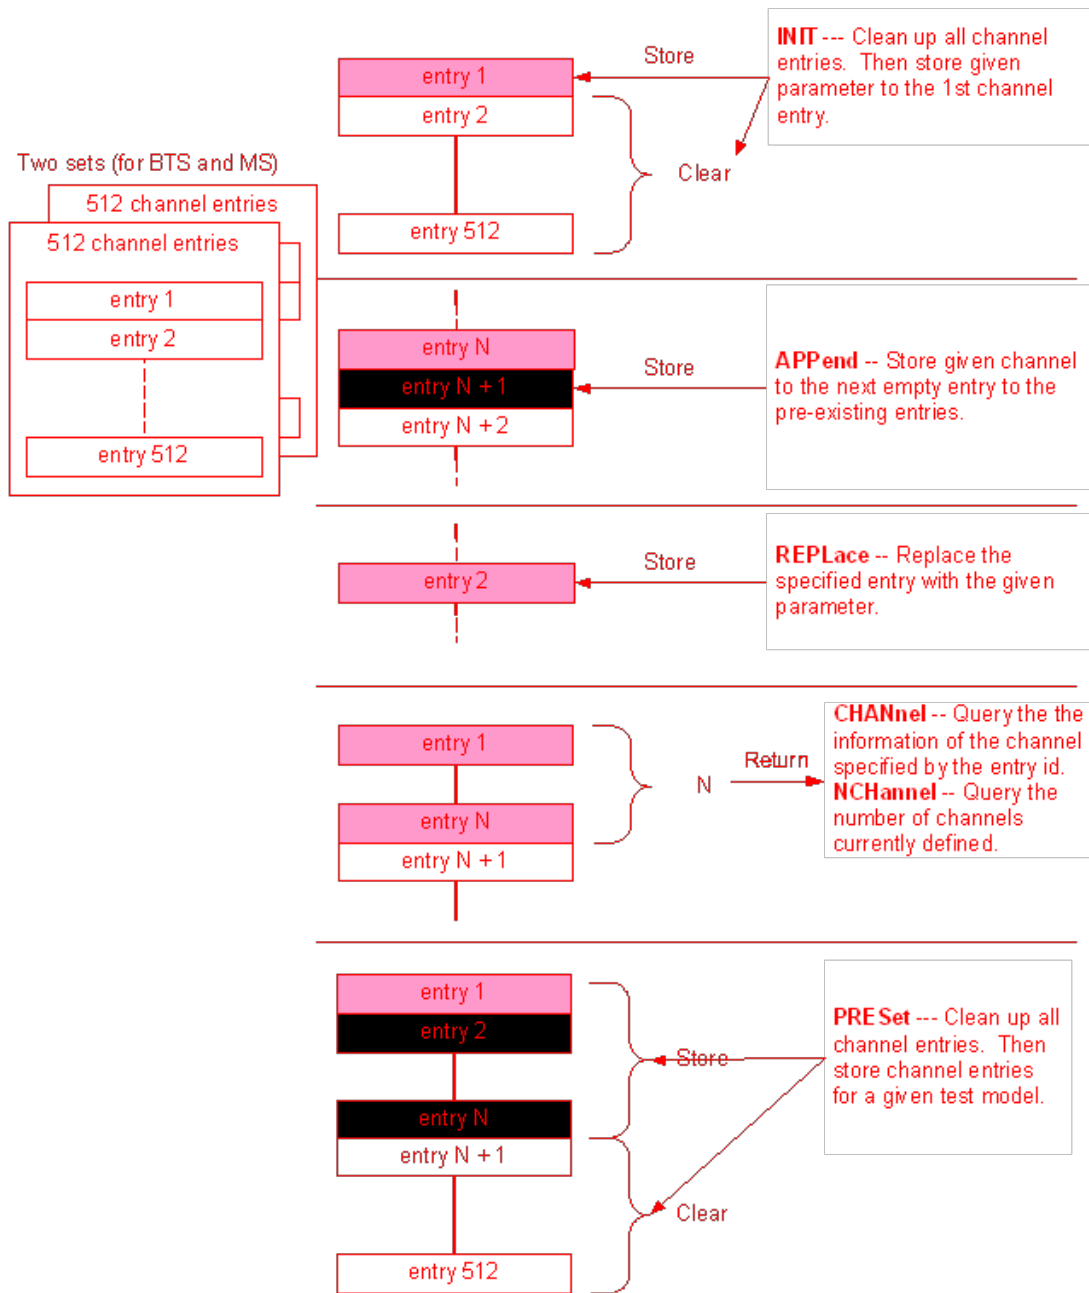 Two sets (for BTS and MS)
512 channel entries
512 channel entries
entry 1
entry 2
entry 512
entry 1
entry 2
entry 512
Store
Clear
INIT --- Clean up all channel
entries. Then store given
parameter to the 1st channel
entry.
entry N
entry N + 1
entry N + 2
Store
APPend -- Store given channel
to the next empty entry to the
pre-existing entries.
entry 2
Store
REPLace -- Replace the
specified entry with the given
parameter.
entry 1
entry N
entry N + 1
N
Return
CHANnel -- Query the the
information of the channel
specified by the entry id.
NCHannel -- Query the
number of channels
currently defined.
entry 1
entry 2
entry N
entry N + 1
entry 512
Store
Clear
PRESet --- Clean up all
channel entries. Then
store channel entries
for a given test model.